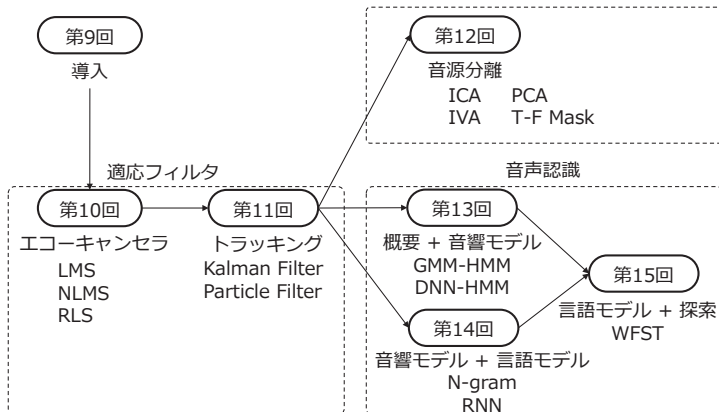 第9回
導入
第12回
音源分離
ICA PCA
IVA T-F Mask
適応フィルタ
第10回
エコーキャンセラ
LMS
NLMS
RLS
第11回
トラッキング
Kalman Filter
Particle Filter
音声認識
第13回
概要 + 音響モデル
GMM-HMM
DNN-HMM
第14回
音響モデル + 言語モデル
N-gram
RNN
第15回
言語モデル + 探索
WFST